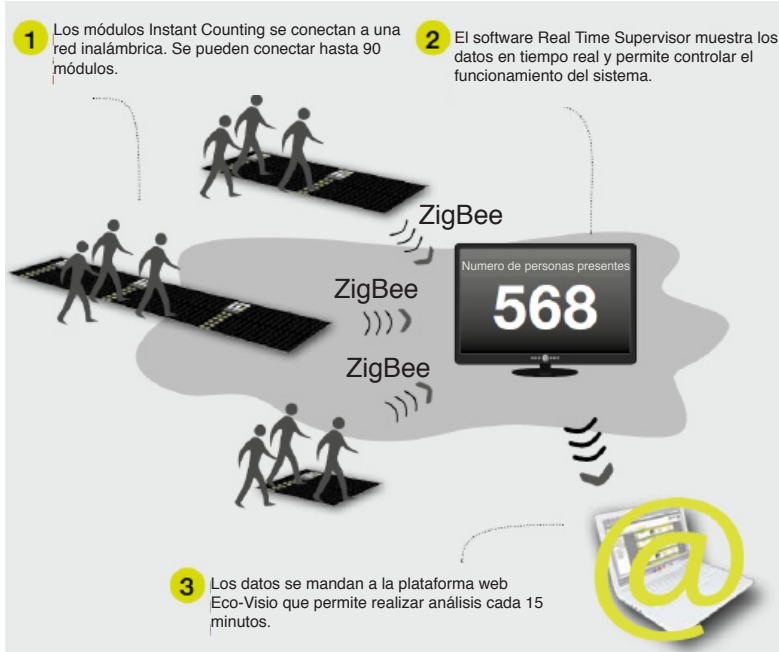 1 Los módulos Instant Counting se conectan a una
red inalámbrica. Se pueden conectar hasta 90
módulos.
2 El software Real Time Supervisor muestra los
datos en tiempo real y permite controlar el
funcionamiento del sistema.
ZigBee
ZigBee
ZigBee
Numero de personas presentes
568
@
3 Los datos se mandan a la plataforma web
Eco-Visio que permite realizar análisis cada 15
minutos.